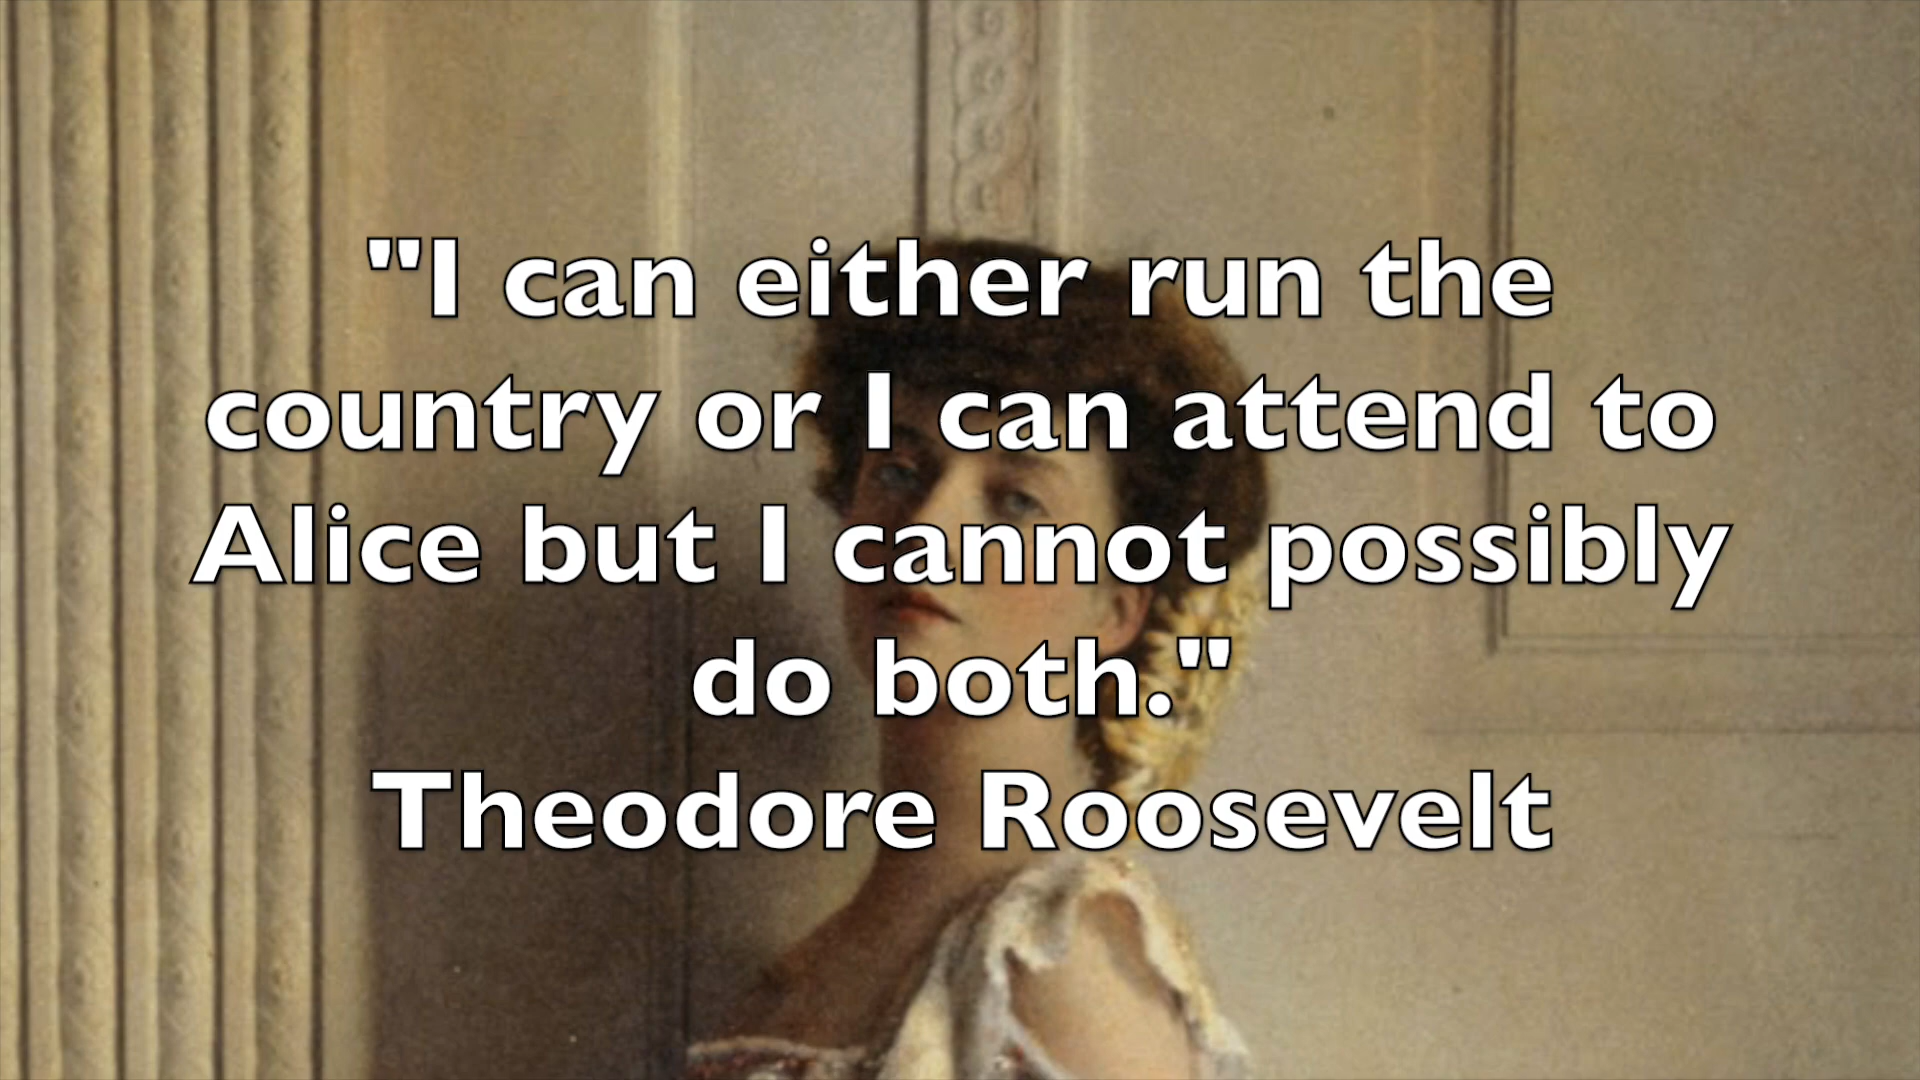 "I can either run the
country or I can attend to
Alice but I cannot possibly
do both."
Theodore Roosevelt